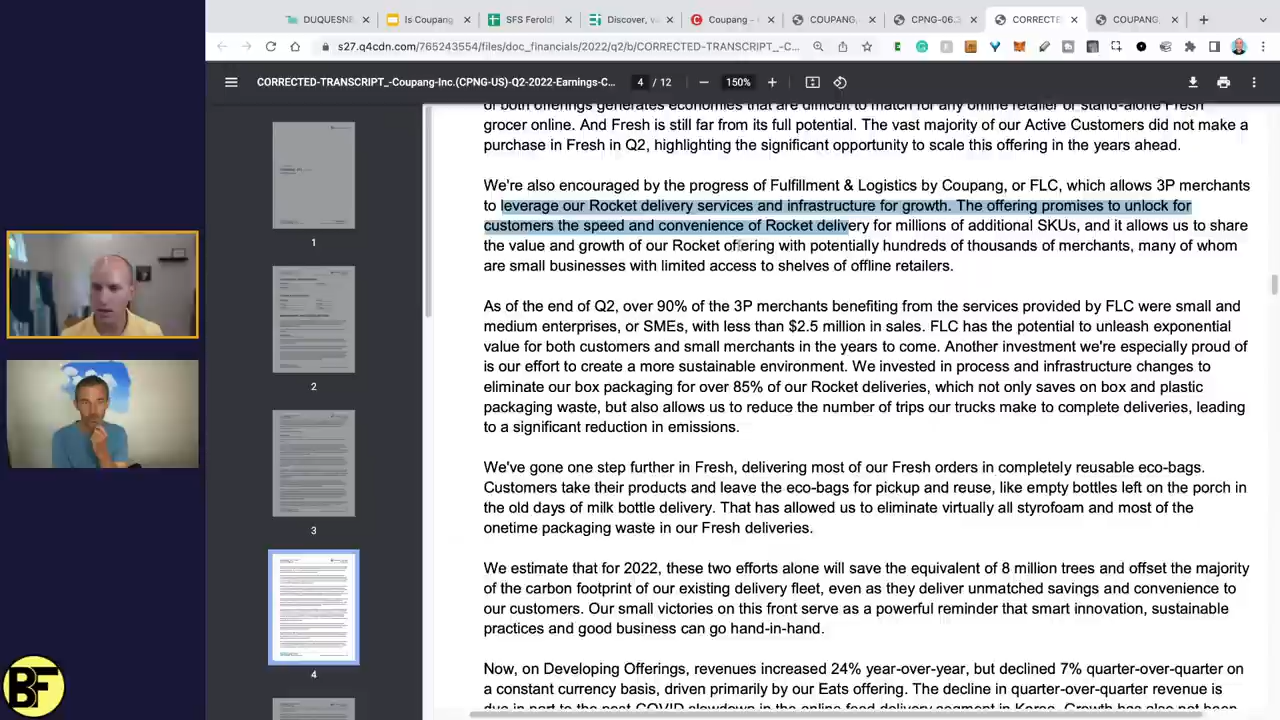 DUQUESNE
Is Coupang
SFS Ferold
Discover, v
Coupang -
COUPANG,
CPNG-06.3
CORRECTE
COUPANG,
s27.q4cdn.com/765243554/files/doc_financials/2022/q2/b/CORRECTED-TRANSCRIPT_-C...
CORRECTED-TRANSCRIPT_-Coupang-Inc.(CPNG-US)-Q2-2022-Earnings-C...
4 / 12
150%
of both offerings generates economies that are difficult to match for any offline retailer or stand-alone Fresh
grocer online. And Fresh is still far from its full potential. The vast majority of our Active Customers did not make a
purchase in Fresh in Q2, highlighting the significant opportunity to scale this offering in the years ahead.
We're also encouraged by the progress of Fulfillment & Logistics by Coupang, or FLC, which allows 3P merchants
to leverage our Rocket delivery services and infrastructure for growth. The offering promises to unlock for
customers the speed and convenience of Rocket delivery for millions of additional SKUs, and it allows us to share
the value and growth of our Rocket offering with potentially hundreds of thousands of merchants, many of whom
are small businesses with limited access to shelves of offline retailers.
As of the end of Q2, over 90% of the merchants benefiting from the services provided by FLC were small and
medium enterprises, or SMEs, with less than $2.5 million in sales. FLC has the potential to unleash exponential
value for both customers and small merchants in the years to come. Another investment we're especially proud of
is our effort to create a more sustainable environment. We invested in process and infrastructure changes to
eliminate our box packaging for over 85% of our Rocket deliveries, which not only saves on box and plastic
packaging waste, but also allows us to reduce the number of trips our trucks make to complete deliveries, leading
to a significant reduction in emissions.
We've gone one step further in Fresh, delivering most of our Fresh orders in completely reusable eco-bags.
Customers take their products and leave the eco-bags for pickup and reuse, like empty bottles left on the porch in
the old days of milk bottle delivery. This has allowed us to eliminate virtually all styrofoam and most of the
onetime packaging waste in our Fresh deliveries.
We estimate that for 2022, these two efforts alone will save the equivalent of 8 million trees and offset the majority
of the carbon footprint of our existing delivery fleet, even as they deliver unmatched savings and convenience to
our customers. Our small victories on this front serve as a powerful reminder that smart innovation, sustainable
practices and good business can go hand-in-hand.
Now, on Developing Offerings, revenue increased 24% year-over-year, but declined 7% quarter-over-quarter on
a constant currency basis, driven primarily by our Eats offering. The decline in quarter-over-quarter revenue is
1
2
3
4
BF